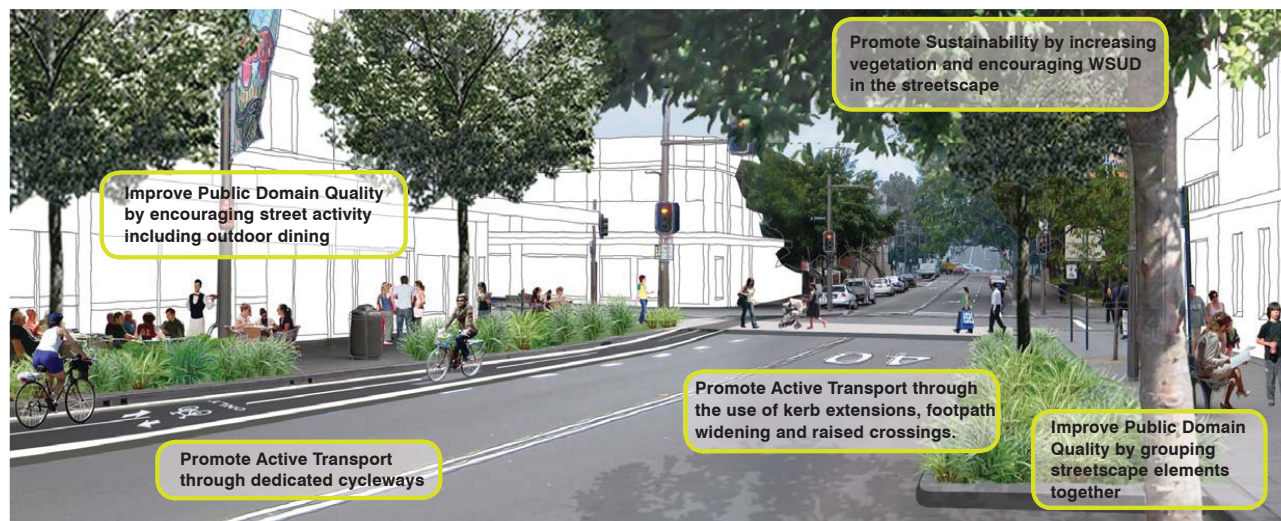 Promote Sustainability by increasing
vegetation and encouraging WSUD
in the streetscape
Improve Public Domain Quality
by encouraging street activity
including outdoor dining
Promote Active Transport through
the use of kerb extensions, footpath
widening and raised crossings.
Improve Public Domain
Quality by grouping
streetscape elements
together
Promote Active Transport
through dedicated cycleways
40
ONLY